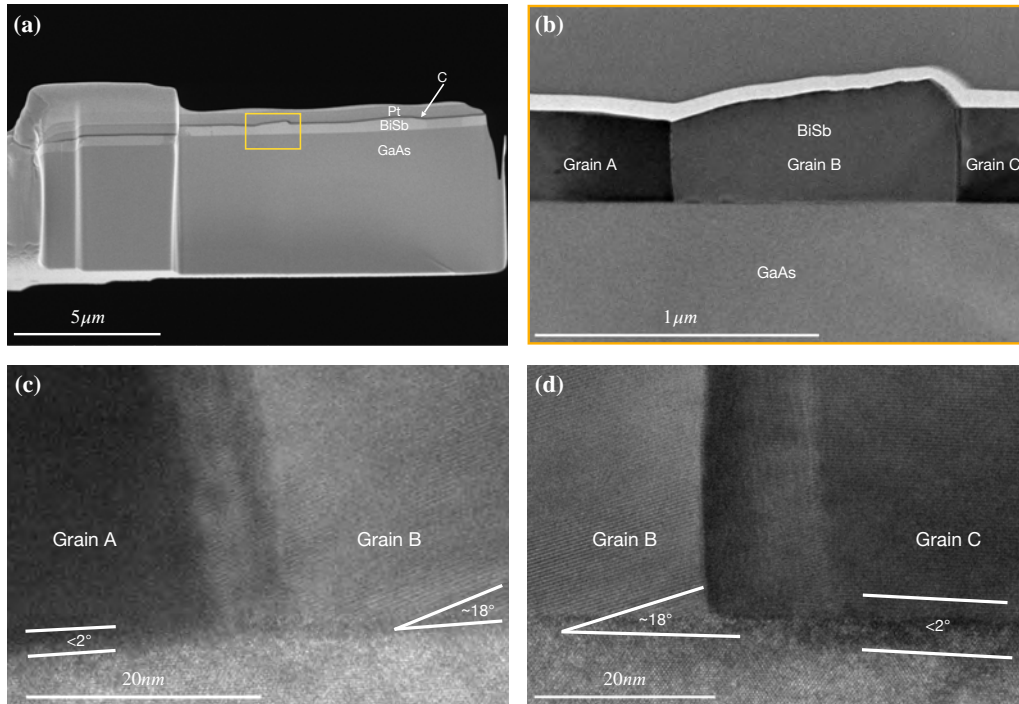 (a)
C
Pt
BiSb
GaAs
5μm
(b)
BiSb
Grain A
Grain B
Grain C
GaAs
1μm
(c)
Grain A
Grain B
~18°
<2°
20nm
(d)
Grain B
Grain C
~18°
<2°
20nm